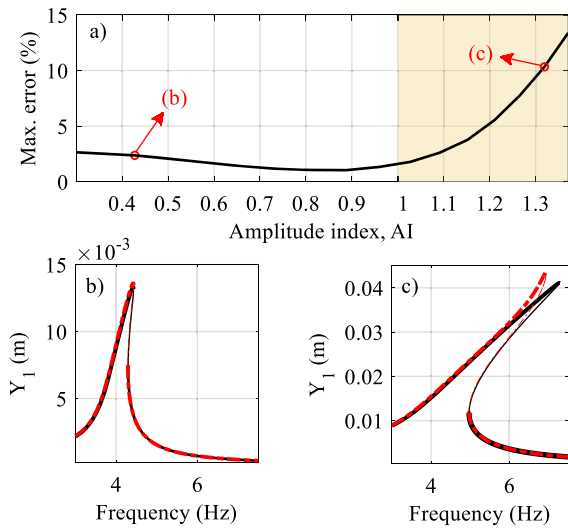 a)
Max. error (%)
15
10
5
0
(b)
(c)
0.4 0.5 0.6 0.7 0.8 0.9 1 1.1 1.2 1.3
Amplitude index, AI
×10⁻³
b)
Y₁ (m)
15
10
5
4 6
Frequency (Hz)
c)
Y₁ (m)
0.04
0.03
0.02
0.01
4 6
Frequency (Hz)